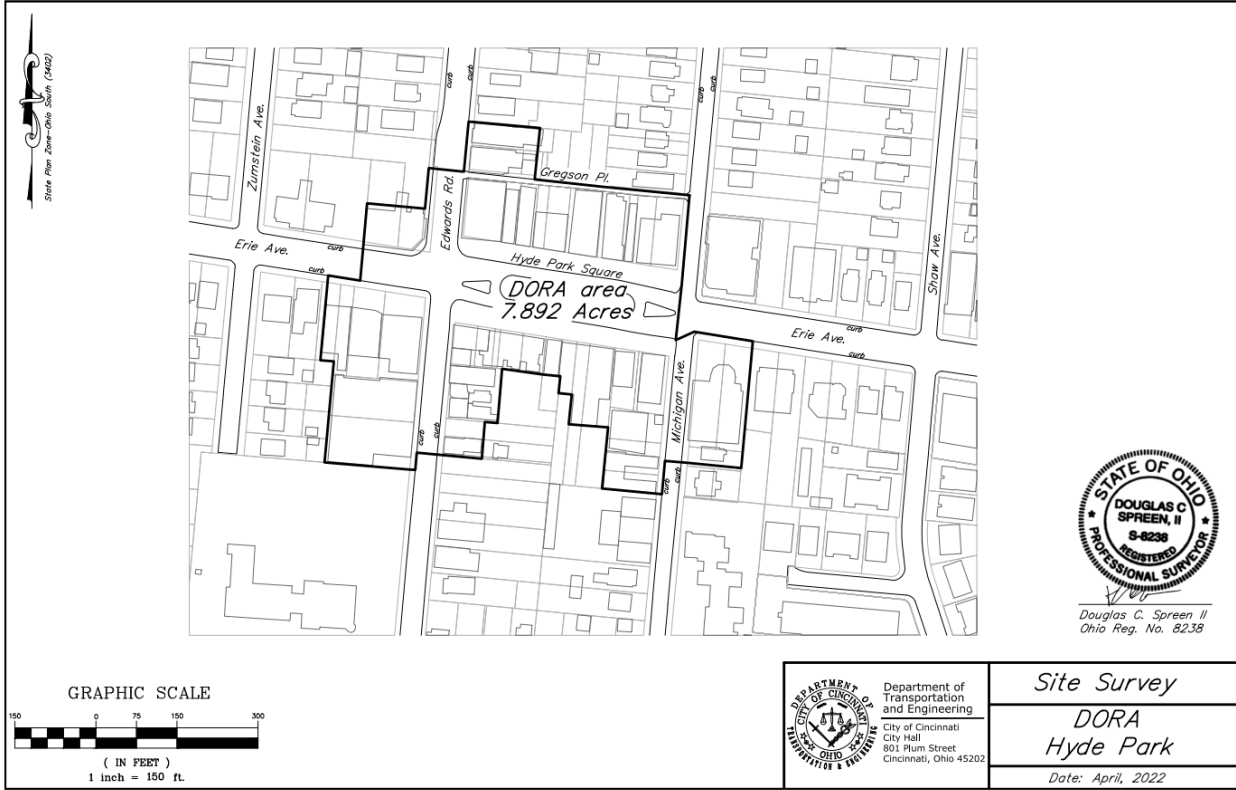 State Plan Zone-Ohio South (3402)
Zumstein Ave.
curb
curb
Gregson Pl.
Edwards Rd.
Erie Ave.
curb
curb
Hyde Park Square
DORA area
7.892 Acres
Shaw Ave.
curb
Erie Ave.
curb
Michigan Ave.
curb
curb
curb
curb
STATE OF OHIO
DOUGLAS C
SPREEN, II
S-8238
REGISTERED
PROFESSIONAL SURVEYOR
Douglas C. Spreen II
Ohio Reg. No. 8238
GRAPHIC SCALE
150 0 75 150 300
( IN FEET )
1 inch = 150 ft.
DEPARTMENT OF
CITY OF CINCINNATI
OHIO
TRANSPORTATION & ENGINEERING
Department of
Transportation
and Engineering
City of Cincinnati
City Hall
801 Plum Street
Cincinnati, Ohio 45202
Site Survey
DORA
Hyde Park
Date: April, 2022